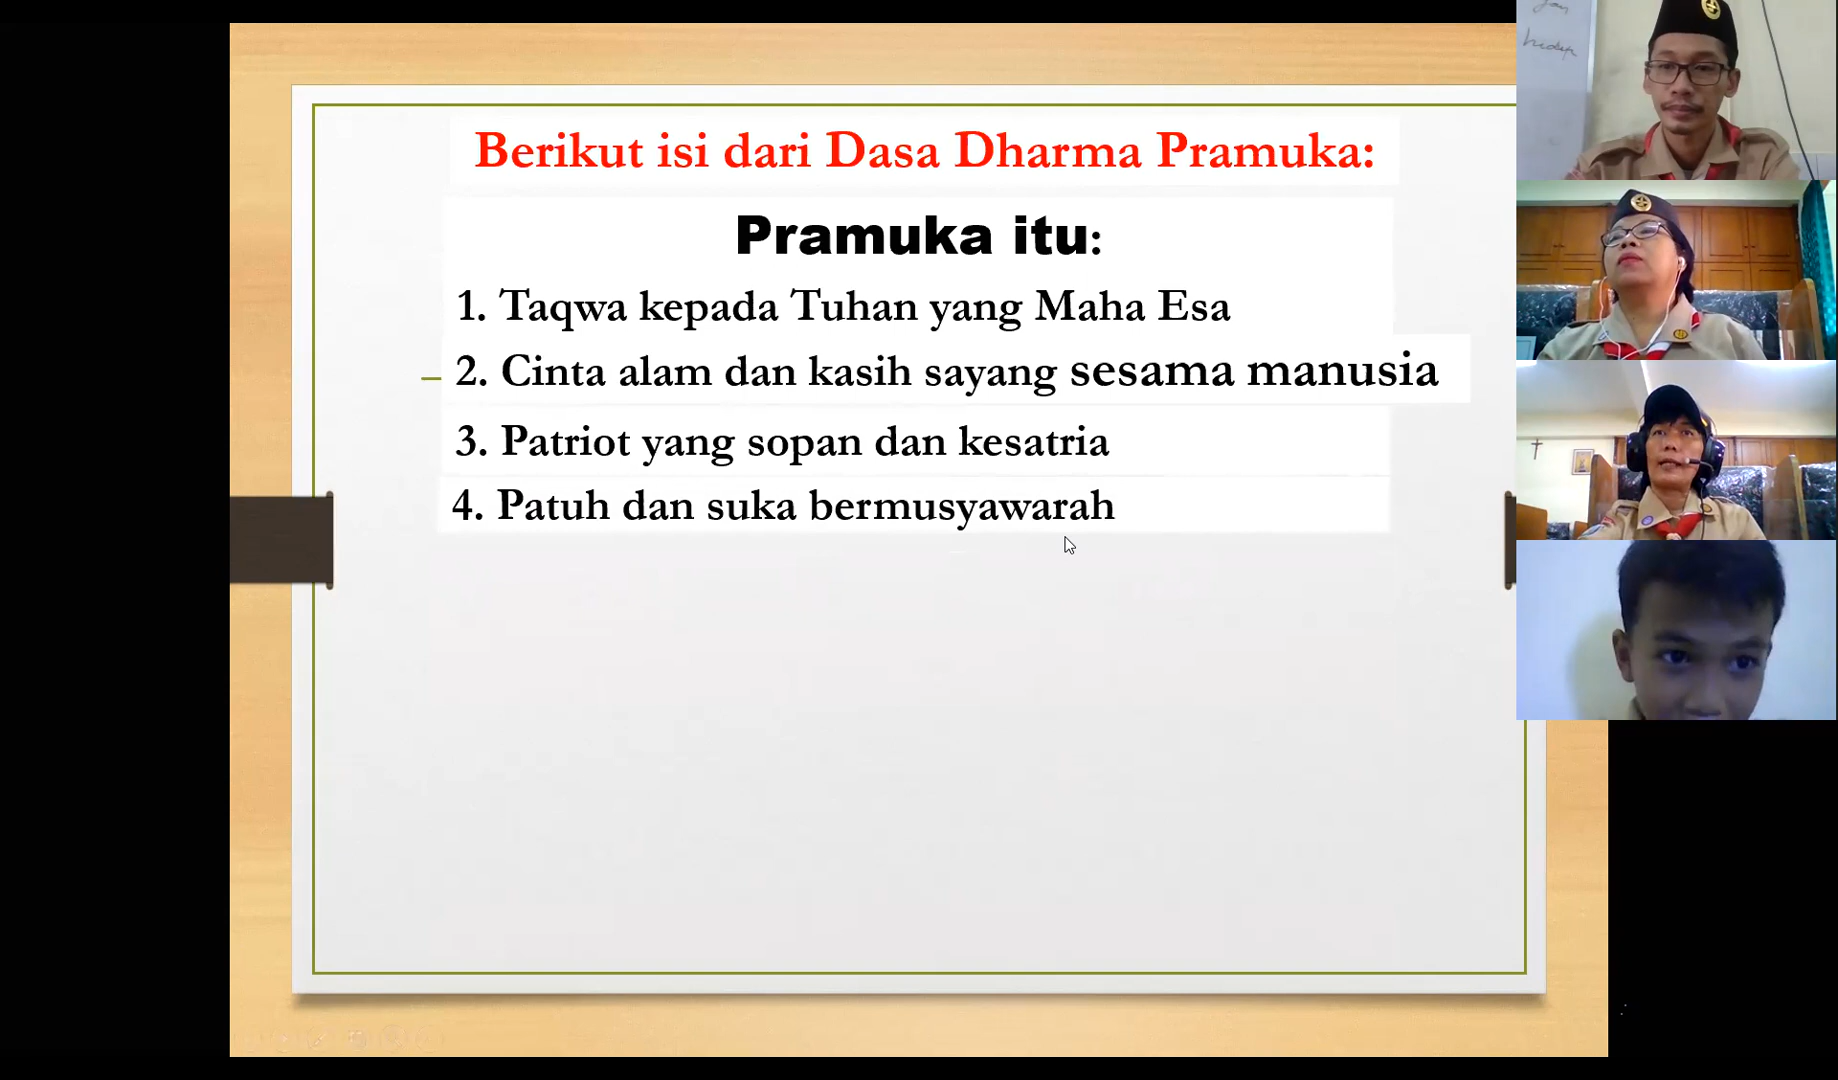 Berikut isi dari Dasa Dharma Pramuka:
Pramuka itu:
1. Taqwa kepada Tuhan yang Maha Esa
2. Cinta alam dan kasih sayang sesama manusia
3. Patriot yang sopan dan kesatria
4. Patuh dan suka bermusyawarah
hidup